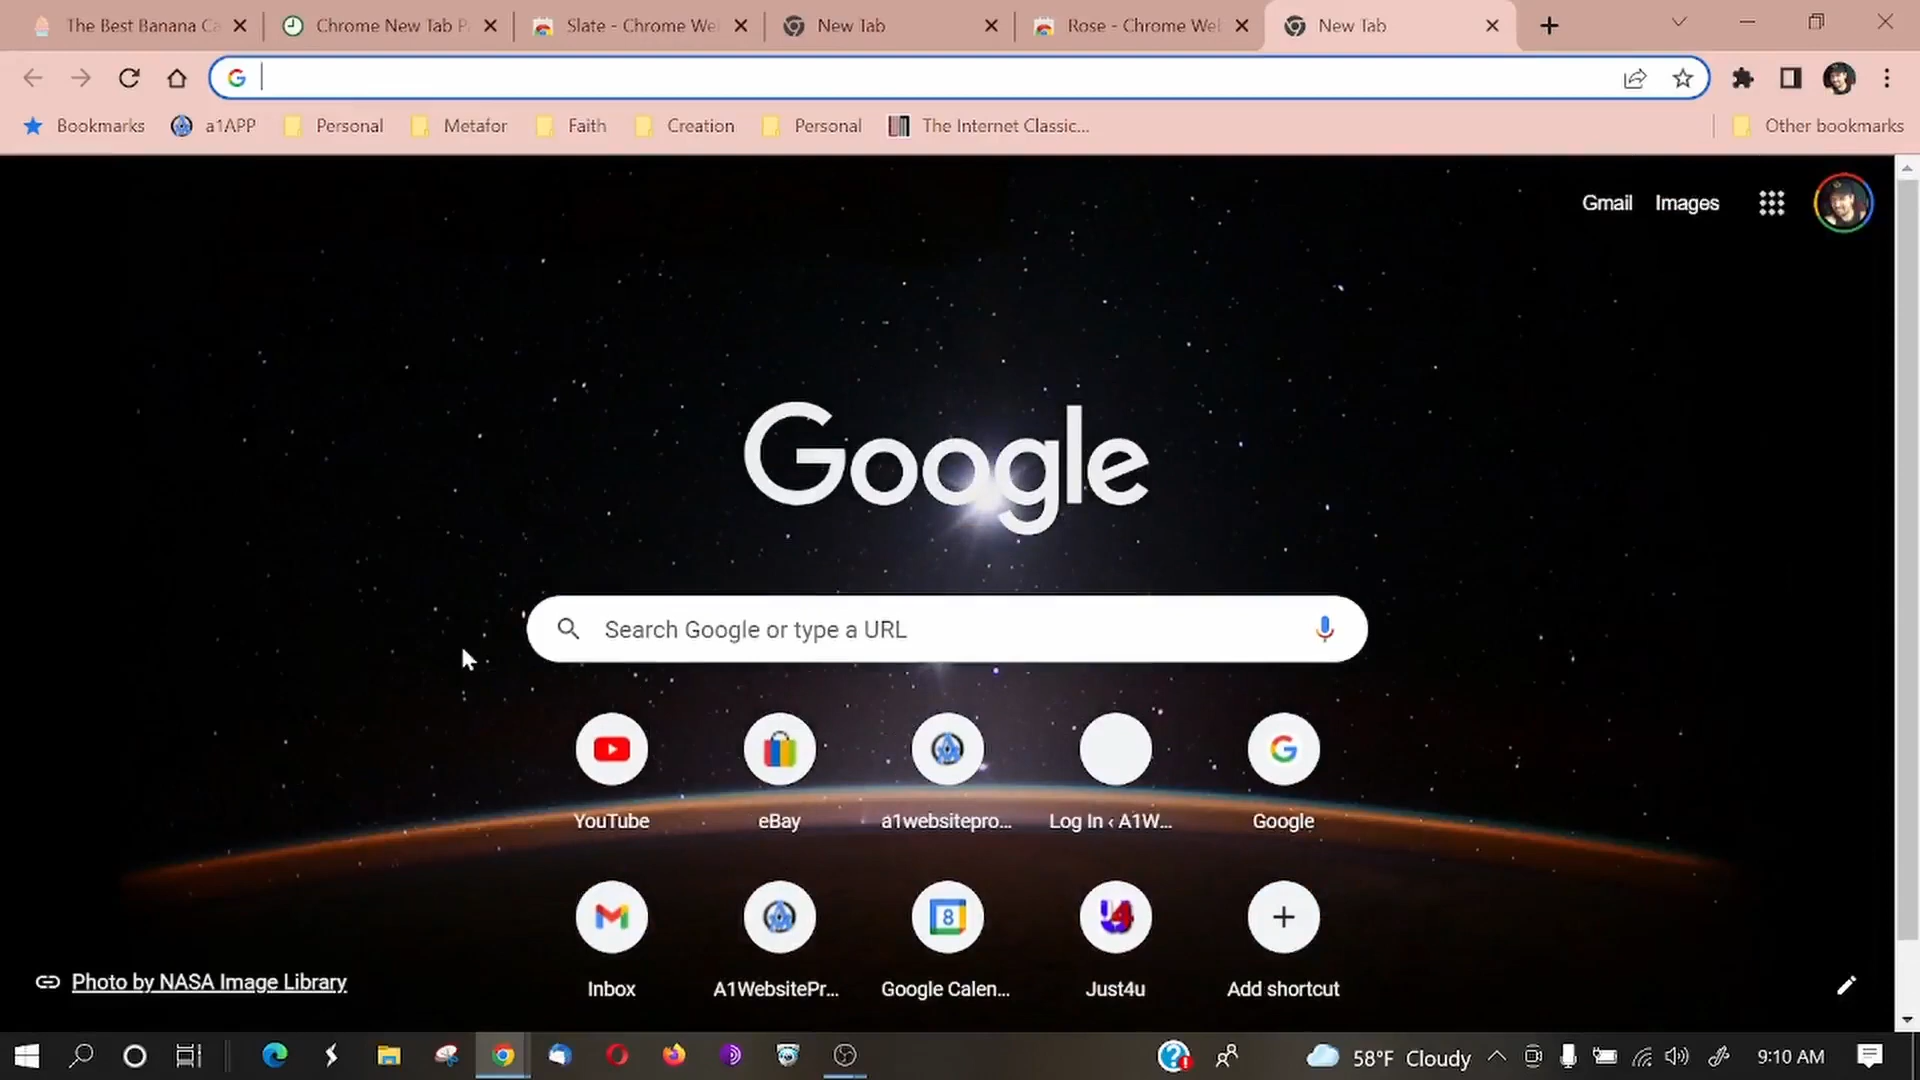 The Best Banana Ca
Chrome New Tab P
Slate - Chrome We
New Tab
Rose - Chrome Wel
New Tab
Bookmarks
a1APP
Personal
Metafor
Faith
Creation
Personal
The Internet Classic...
Other bookmarks
Gmail
Images
Google
Search Google or type a URL
YouTube
eBay
a1websitepro...
Log In ‹ A1W...
Google
8
Inbox
A1WebsitePr...
Google Calen...
Just4u
Add shortcut
Photo by NASA Image Library
58°F Cloudy
9:10 AM